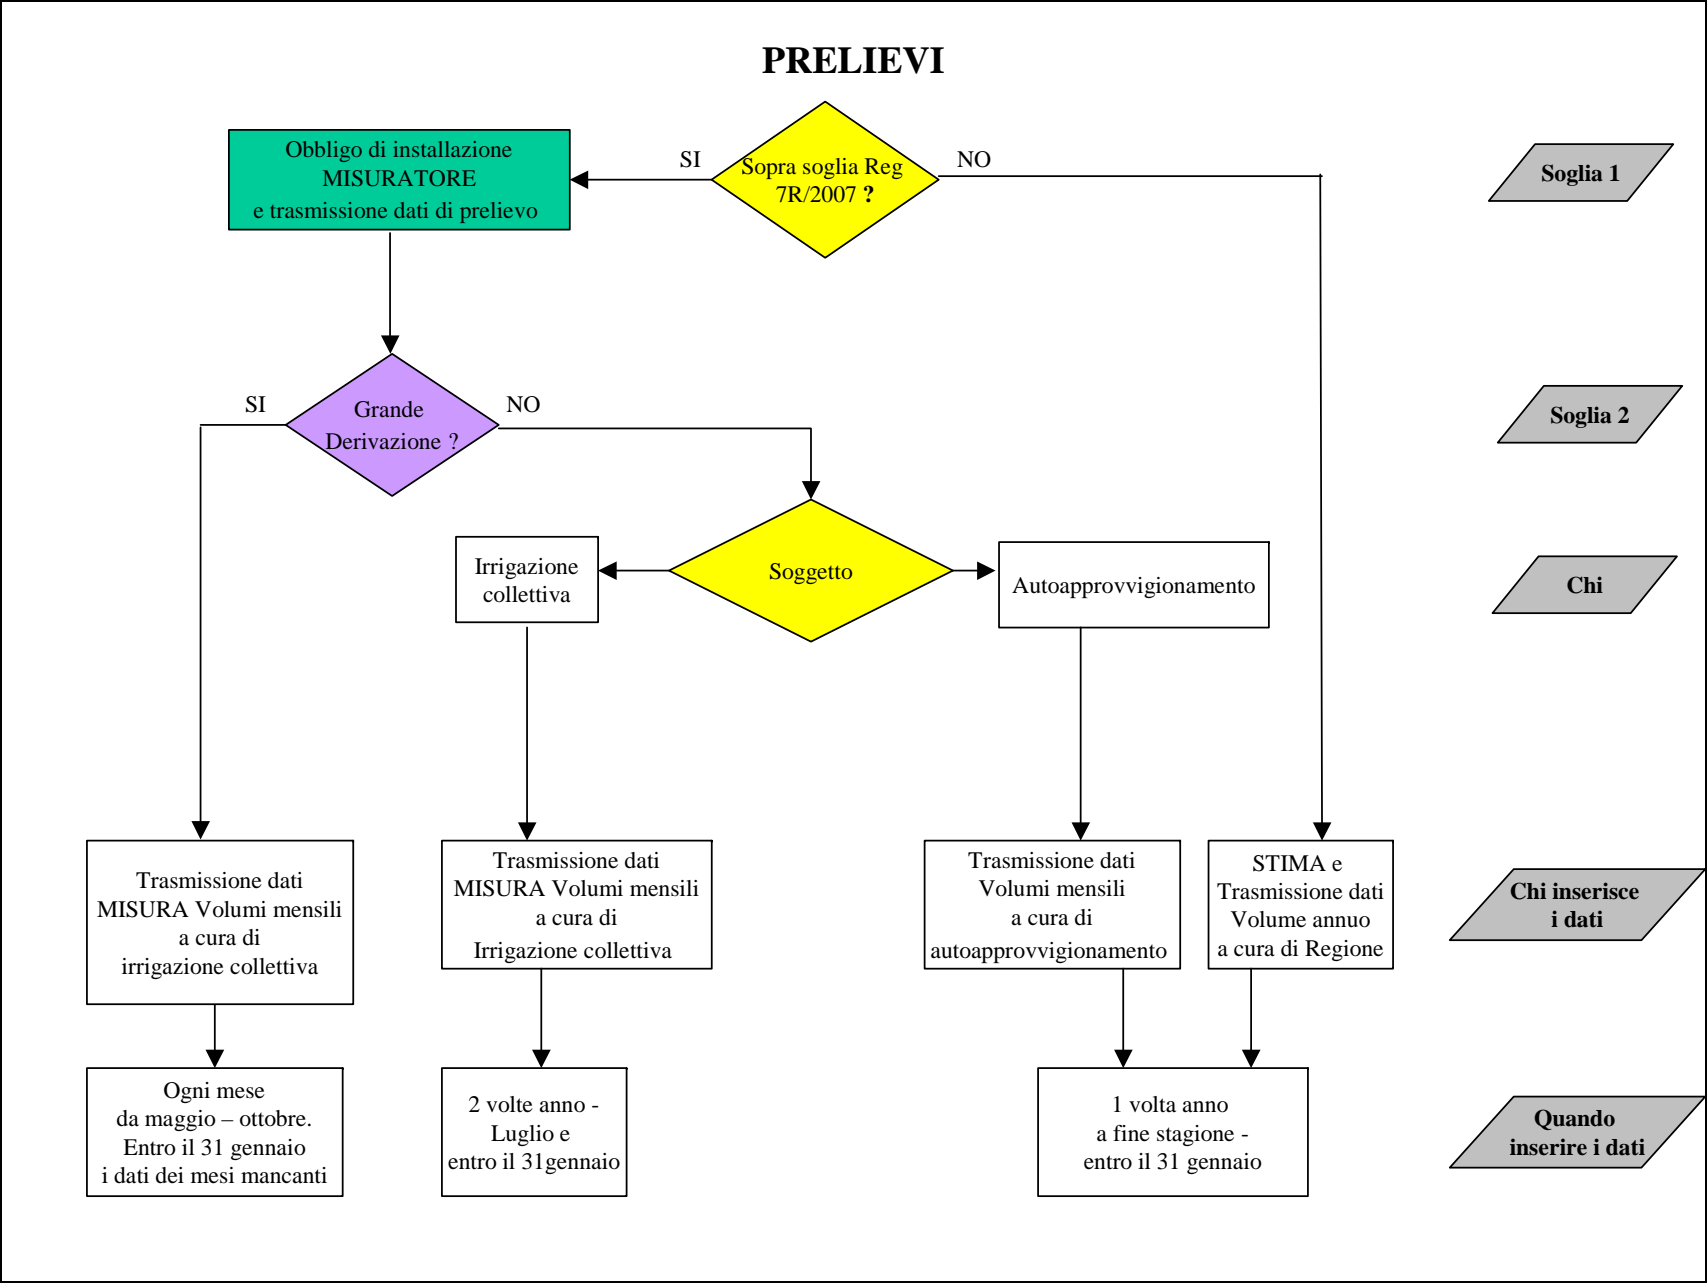 PRELIEVI
Obbligo di installazione
MISURATORE
e trasmissione dati di prelievo
SI
Sopra soglia Reg
7R/2007 ?
NO
Soglia 1
SI
Grande
Derivazione ?
NO
Soglia 2
Irrigazione
collettiva
Soggetto
Autoapprovvigionamento
Chi
Trasmissione dati
MISURA Volumi mensili
a cura di
irrigazione collettiva
Trasmissione dati
MISURA Volumi mensili
a cura di
Irrigazione collettiva
Trasmissione dati
Volumi mensili
a cura di
autoapprovvigionamento
STIMA e
Trasmissione dati
Volume annuo
a cura di Regione
Chi inserisce
i dati
Ogni mese
da maggio – ottobre.
Entro il 31 gennaio
i dati dei mesi mancanti
2 volte anno -
Luglio e
entro il 31gennaio
1 volta anno
a fine stagione -
entro il 31 gennaio
Quando
inserire i dati